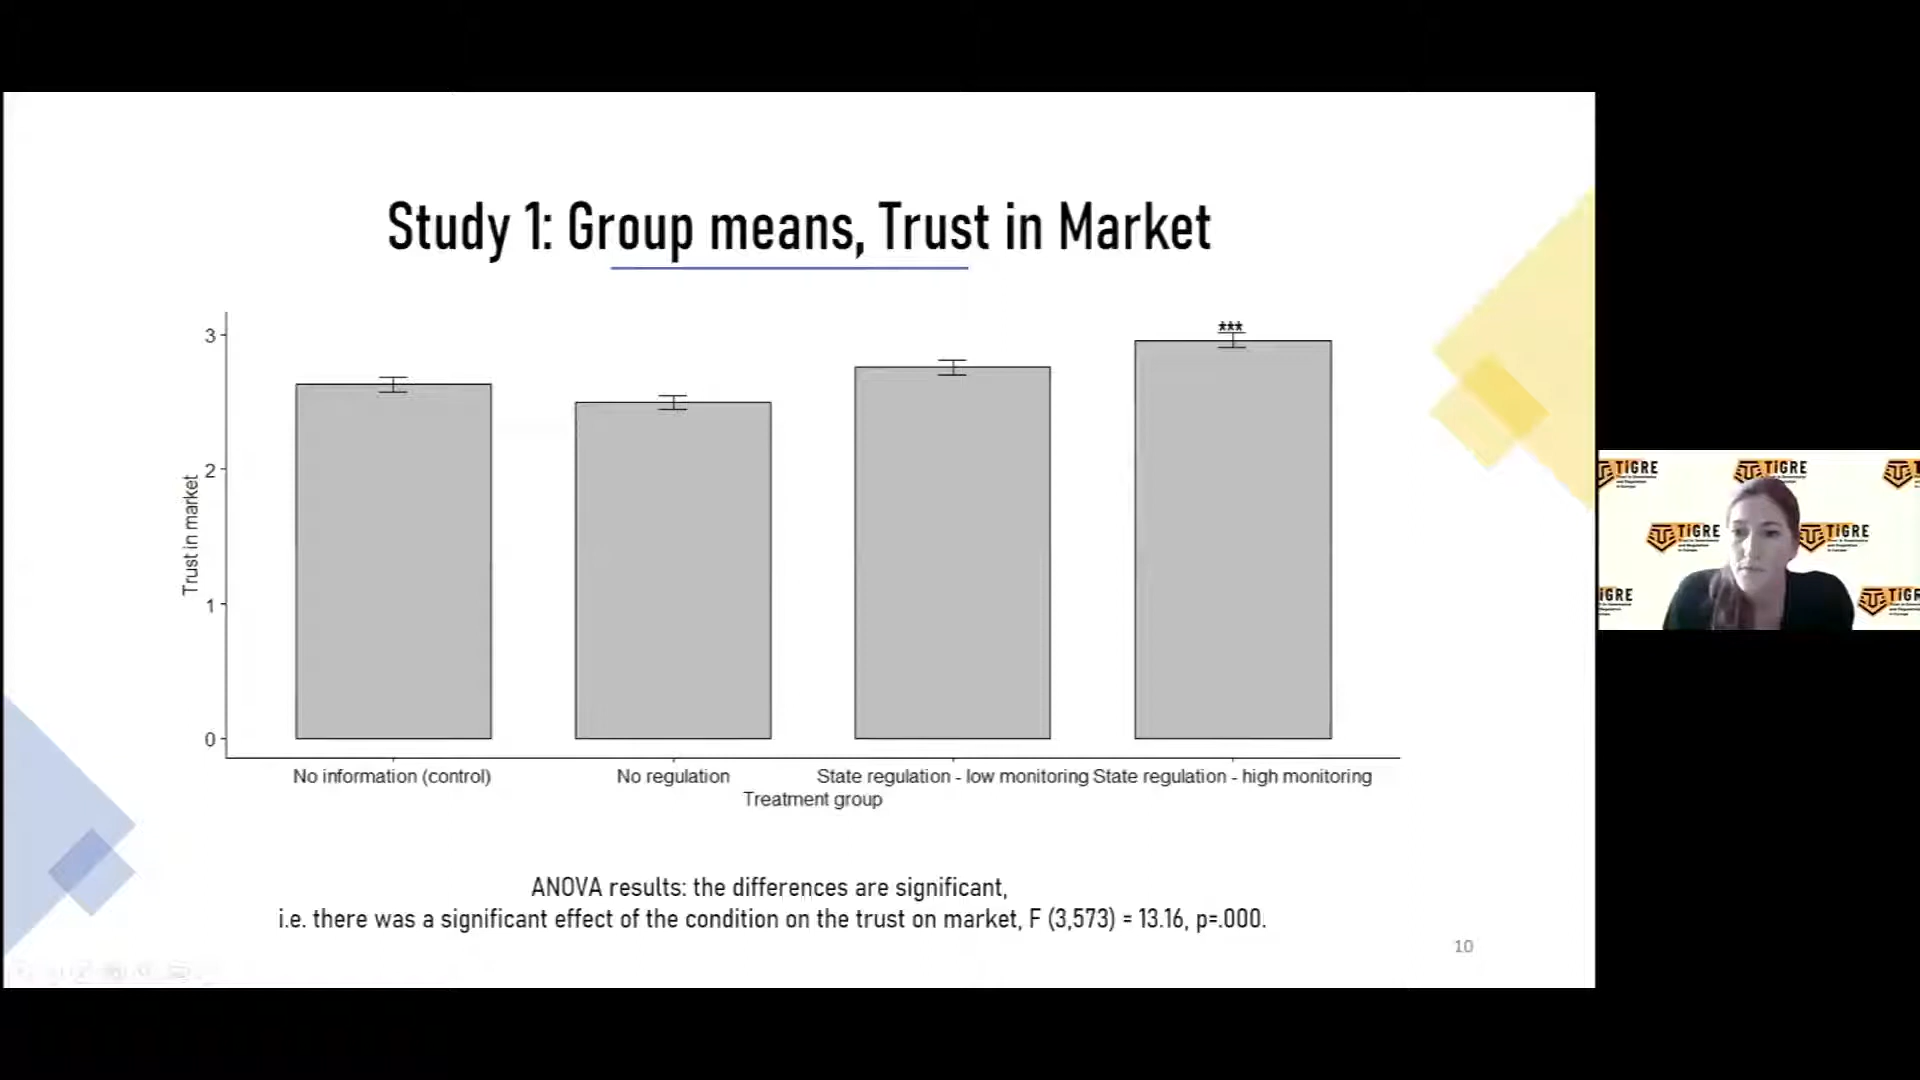 Study 1: Group means, Trust in Market
3
2
1
0
Trust in market
***
No information (control)
No regulation
State regulation - low monitoring
State regulation - high monitoring
Treatment group
ANOVA results: the differences are significant,
i.e. there was a significant effect of the condition on the trust on market, F (3,573) = 13.16, p=.000.
10
TiGRE
TiGRE
T
TiGRE
TiGRE
iGRE
TiGR